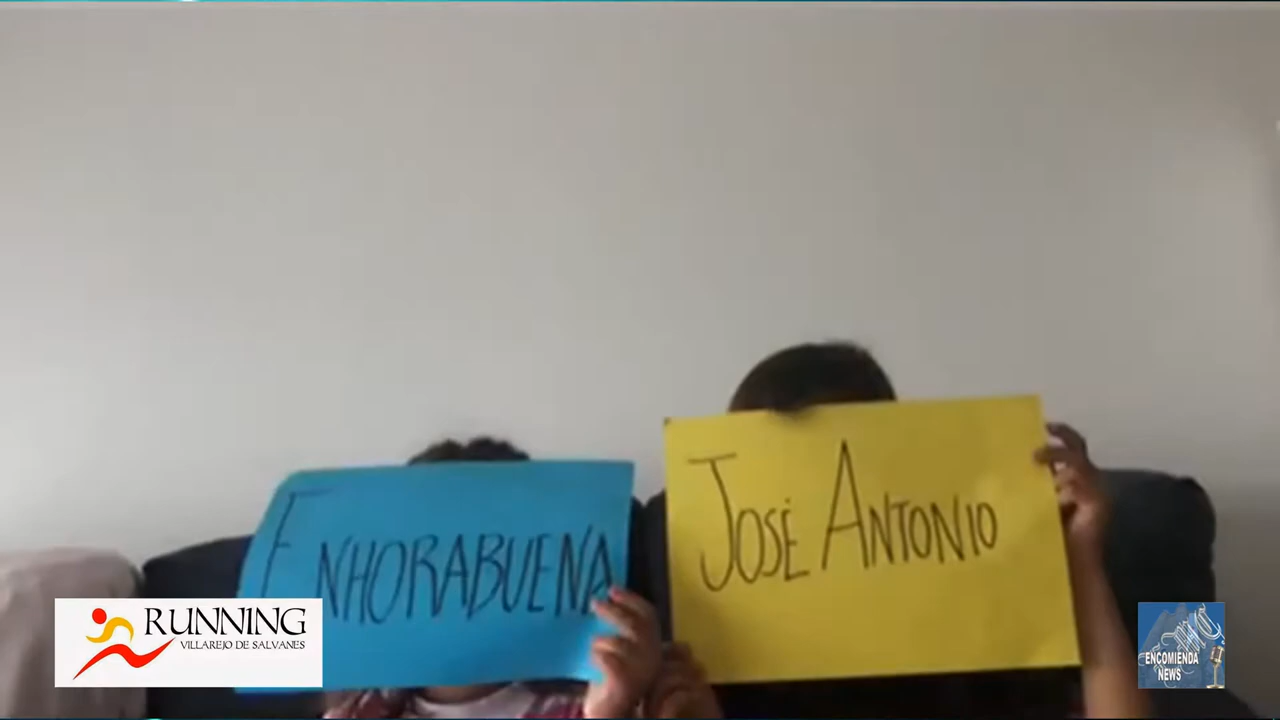 ENHORABUENA
JOSÉ ANTONIO
RUNNING
VILLAREJO DE SALVANES
ENCOMIENDA
NEWS